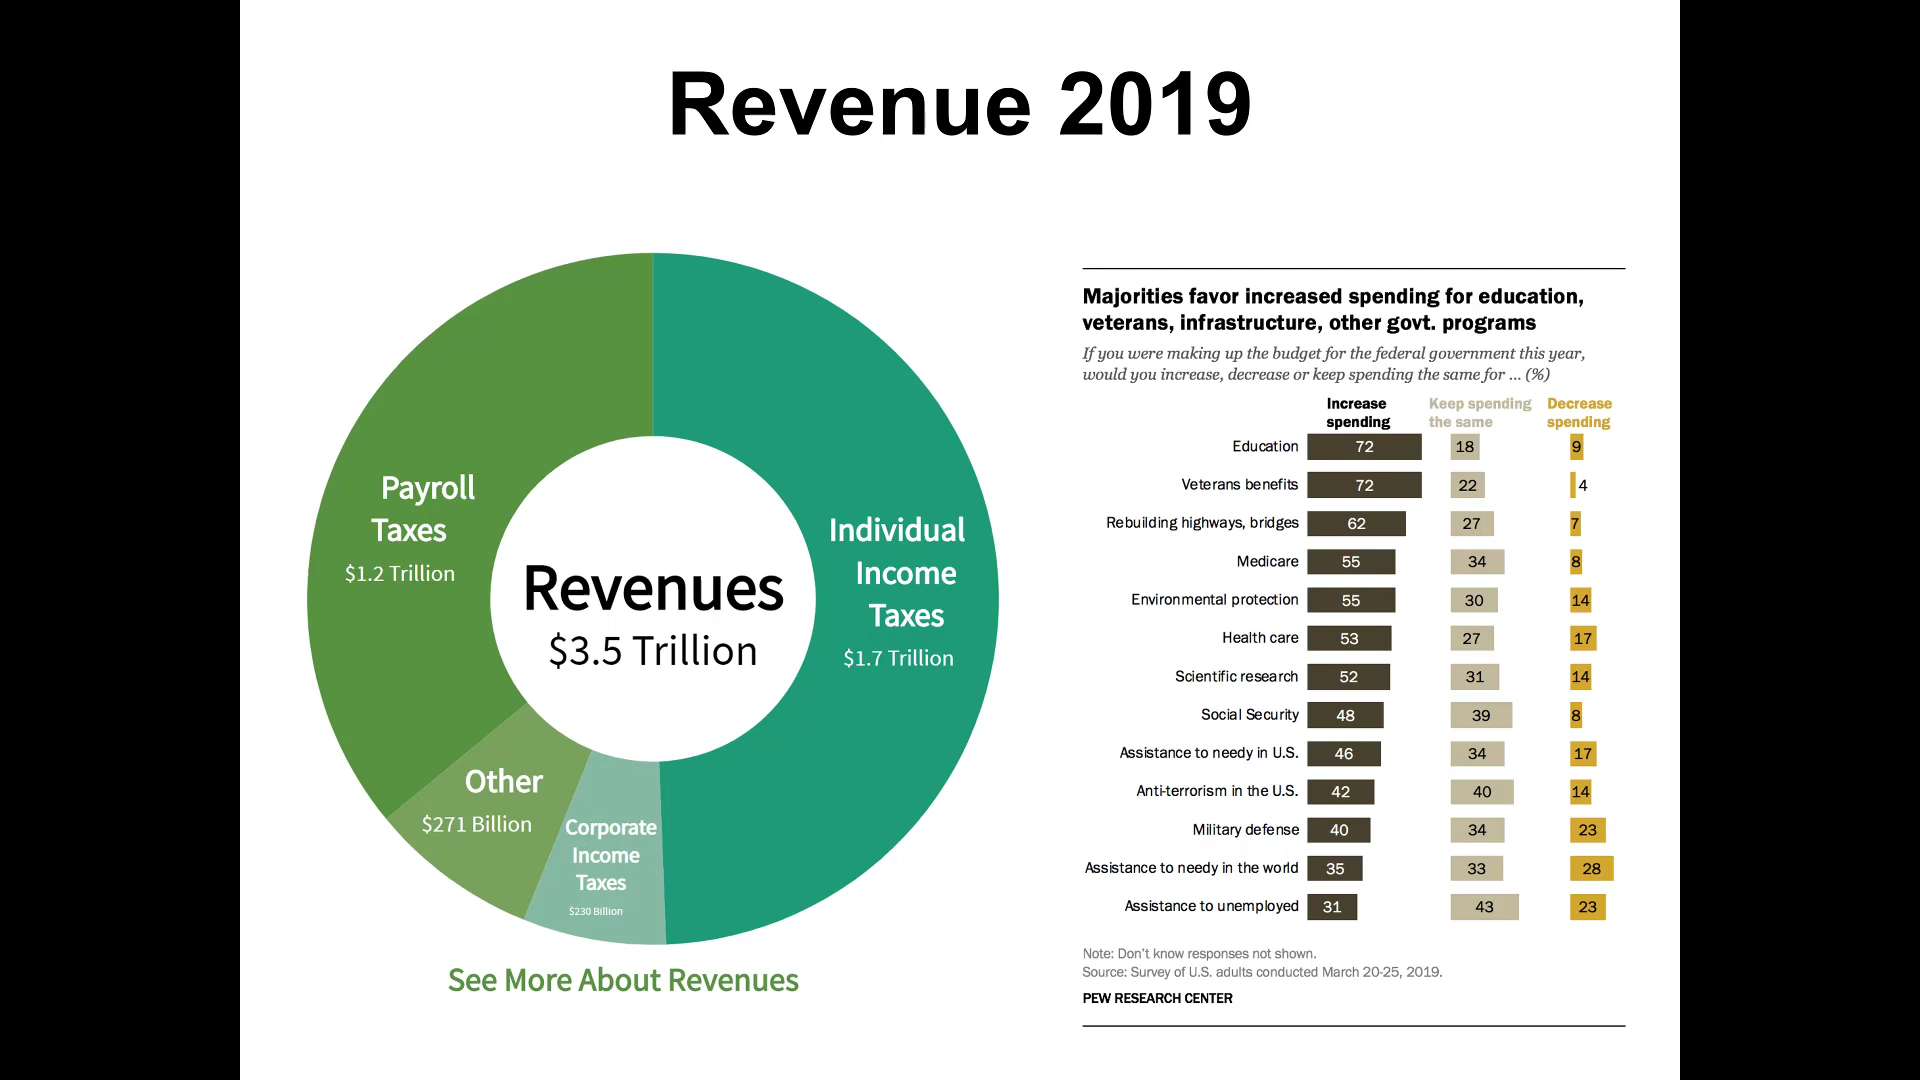 Revenue 2019
Payroll
Taxes
$1.2 Trillion
Individual
Income
Taxes
$1.7 Trillion
Revenues
$3.5 Trillion
Other
$271 Billion
Corporate
Income
Taxes
$230 Billion
See More About Revenues
Majorities favor increased spending for education,
veterans, infrastructure, other govt. programs
If you were making up the budget for the federal government this year,
would you increase, decrease or keep spending the same for ... (%)
Increase
spending
Keep spending
the same
Decrease
spending
Education 72 18 9
Veterans benefits 72 22 4
Rebuilding highways, bridges 62 27 7
Medicare 55 34 8
Environmental protection 55 30 14
Health care 53 27 17
Scientific research 52 31 14
Social Security 48 39 8
Assistance to needy in U.S. 46 34 17
Anti-terrorism in the U.S. 42 40 14
Military defense 40 34 23
Assistance to needy in the world 35 33 28
Assistance to unemployed 31 43 23
Note: Don't know responses not shown.
Source: Survey of U.S. adults conducted March 20-25, 2019.
PEW RESEARCH CENTER